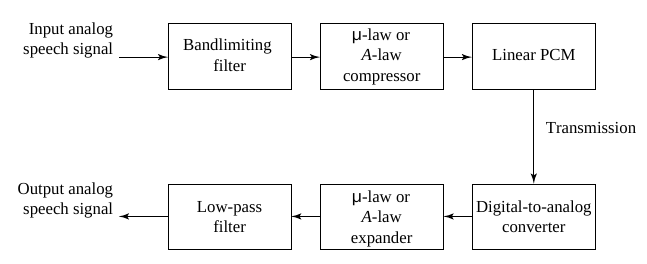 Input analog
speech signal
Bandlimiting
filter
μ-law or
A-law
compressor
Linear PCM
Transmission
Output analog
speech signal
Low-pass
filter
μ-law or
A-law
expander
Digital-to-analog
converter